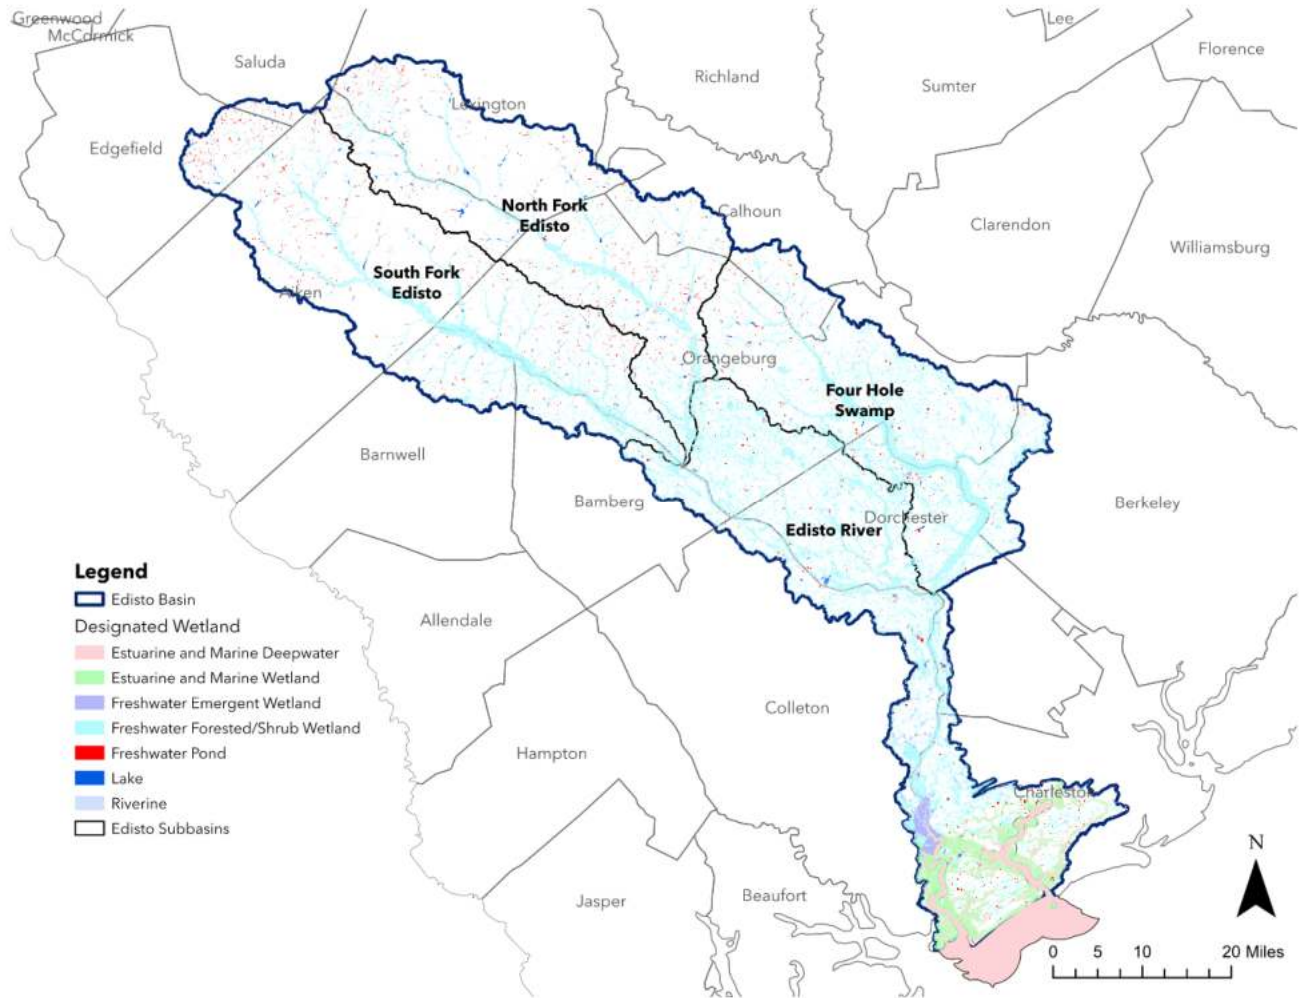 Greenwood
McCormick
Saluda
Lee
Florence
Richland
Sumter
Lexington
Edgefield
North Fork
Edisto
Calhoun
Clarendon
Williamsburg
South Fork
Edisto
Aiken
Orangeburg
Four Hole
Swamp
Barnwell
Bamberg
Edisto River
Dorchester
Berkeley
Legend
Edisto Basin
Designated Wetland
Estuarine and Marine Deepwater
Estuarine and Marine Wetland
Freshwater Emergent Wetland
Freshwater Forested/Shrub Wetland
Freshwater Pond
Lake
Riverine
Edisto Subbasins
Allendale
Colleton
Hampton
Charleston
Jasper
Beaufort
N
0 5 10 20 Miles